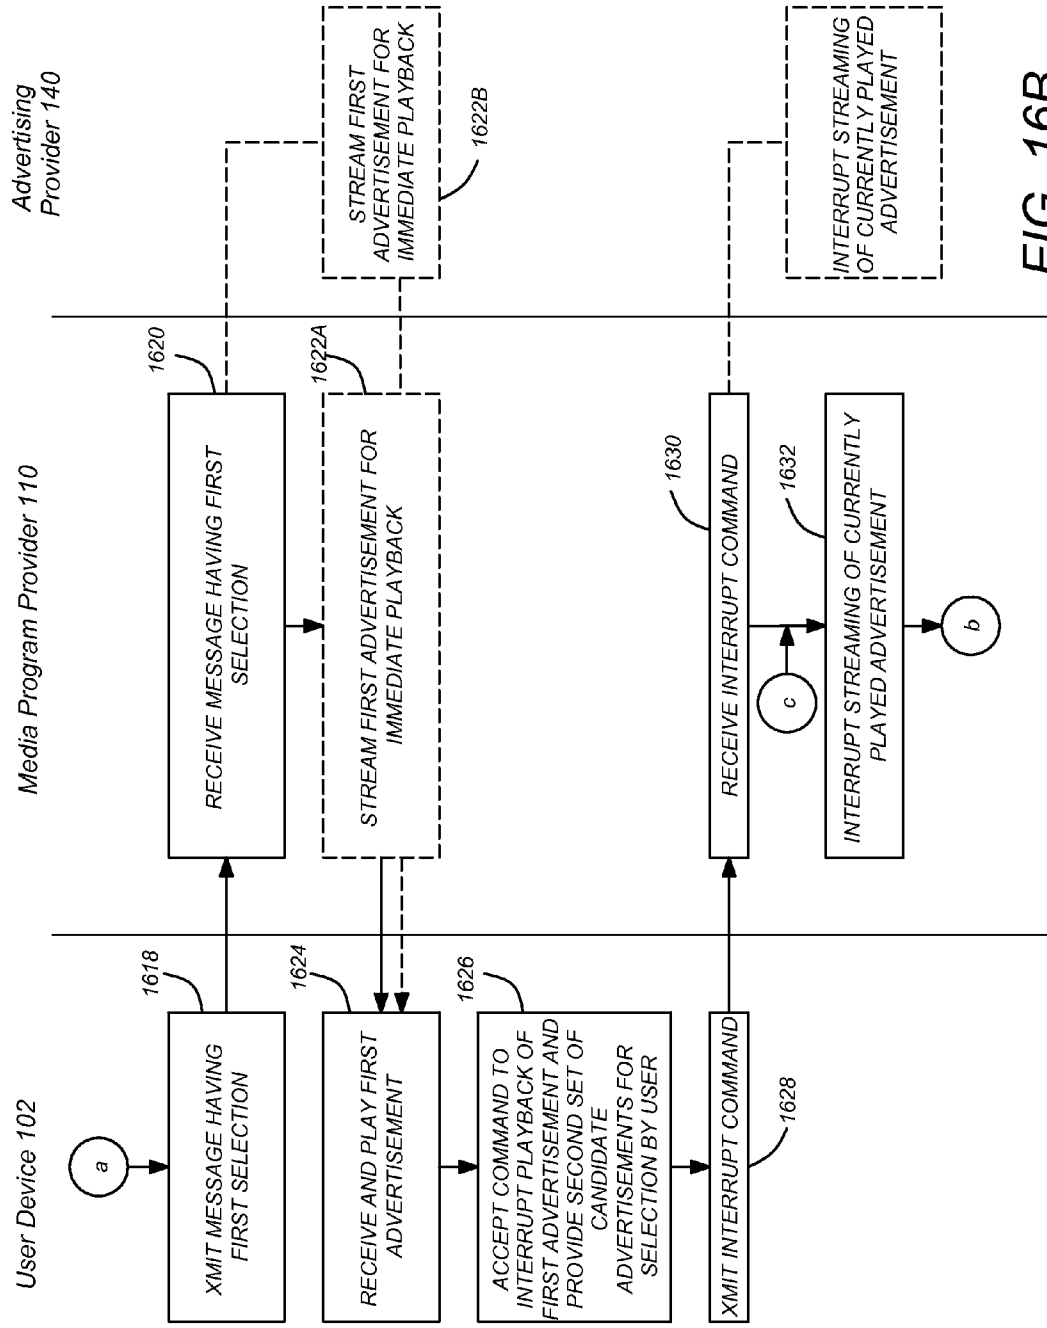 User Device 102
Media Program Provider 110
Advertising
Provider 140
a
1618
XMIT MESSAGE HAVING
FIRST SELECTION
1620
RECEIVE MESSAGE HAVING FIRST
SELECTION
1624
RECEIVE AND PLAY FIRST
ADVERTISEMENT
1622A
STREAM FIRST ADVERTISEMENT FOR
IMMEDIATE PLAYBACK
STREAM FIRST
ADVERTISEMENT FOR
IMMEDIATE PLAYBACK
1622B
1626
ACCEPT COMMAND TO
INTERRUPT PLAYBACK OF
FIRST ADVERTISEMENT AND
PROVIDE SECOND SET OF
CANDIDATE
ADVERTISEMENTS FOR
SELECTION BY USER
XMIT INTERRUPT COMMAND
1628
1630
RECEIVE INTERRUPT COMMAND
c
1632
INTERRUPT STREAMING OF CURRENTLY
PLAYED ADVERTISEMENT
b
INTERRUPT STREAMING
OF CURRENTLY PLAYED
ADVERTISEMENT
FIG. 16B